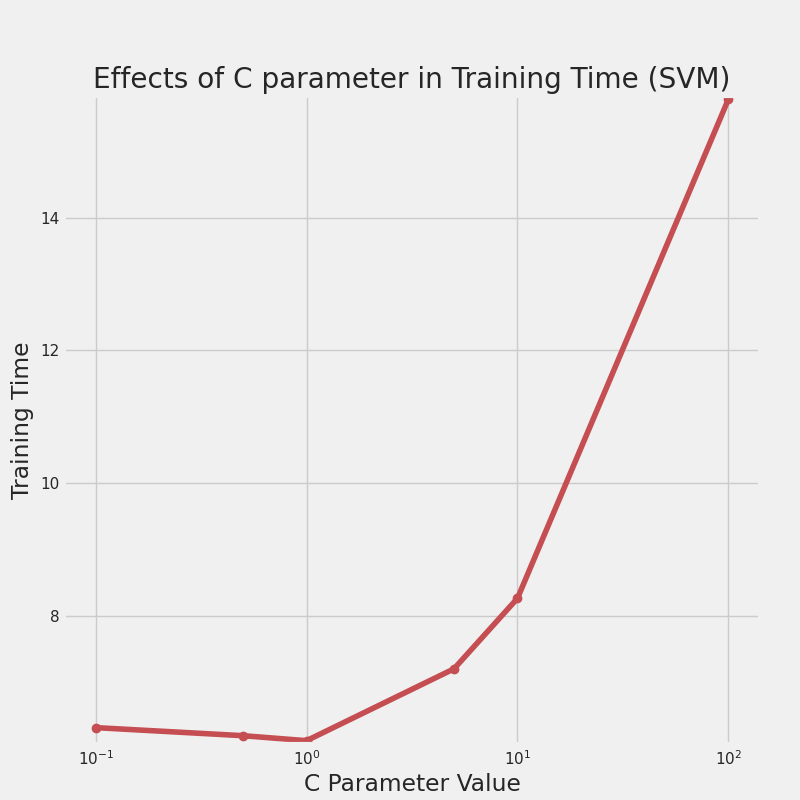 Effects of C parameter in Training Time (SVM)
14
12
10
8
Training Time
10⁻¹ 10⁰ 10¹ 10²
C Parameter Value